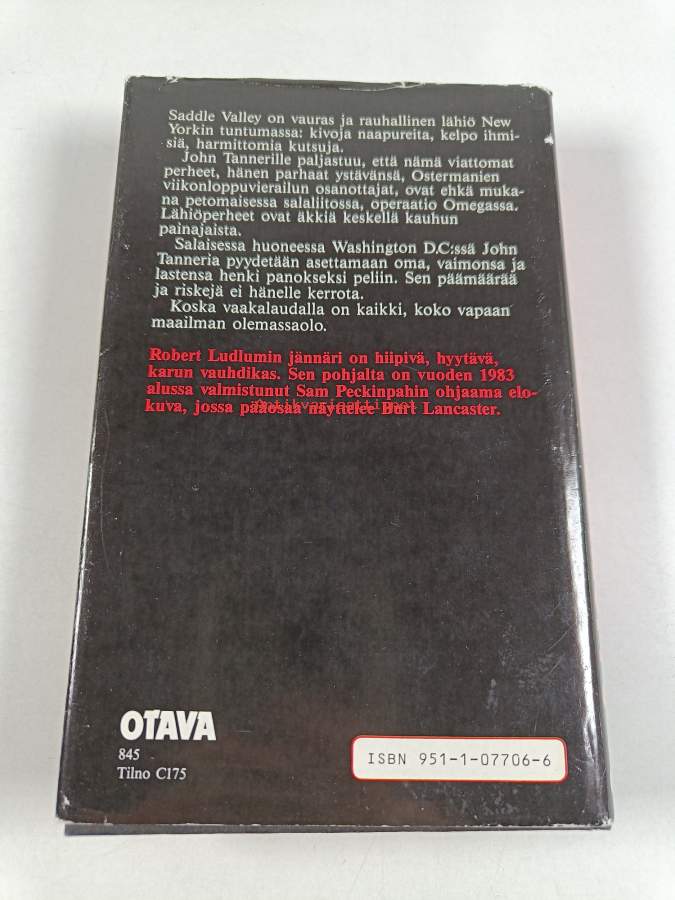 Saddle Valley on vauras ja rauhallinen lähiö New
Yorkin tuntumassa: kivoja naapureita, kelpo ihmi-
siä, harmittomia kutsuja.
John Tannerille paljastuu, että nämä viattomat
perheet, hänen parhaat ystävänsä, Ostermanien
viikonloppuvierailun osanottajat, ovat ehkä muka-
na petomaisessa salaliitossa, operaatio Omegassa.
Lähiöperheet ovat äkkiä keskellä kauhun
painajaista.
Salaisessa huoneessa Washington D.C:ssä John
Tanneria pyydetään asettamaan oma, vaimonsa ja
lastensa henki panokseksi peliin. Sen päämäärää
ja riskejä ei hänelle kerrota.
Koska vaakalaudalla on kaikki, koko vapaan
maailman olemassaolo.
Robert Ludlumin jännäri on hiipivä, hyytävä,
karun vauhdikas. Sen pohjalta on vuoden 1983
alussa valmistunut Sam Peckinpahin ohjaama elo-
kuva, jossa pääosaa näyttelee Burt Lancaster.
OTAVA
845
Tilno C175
ISBN 951-1-07706-6